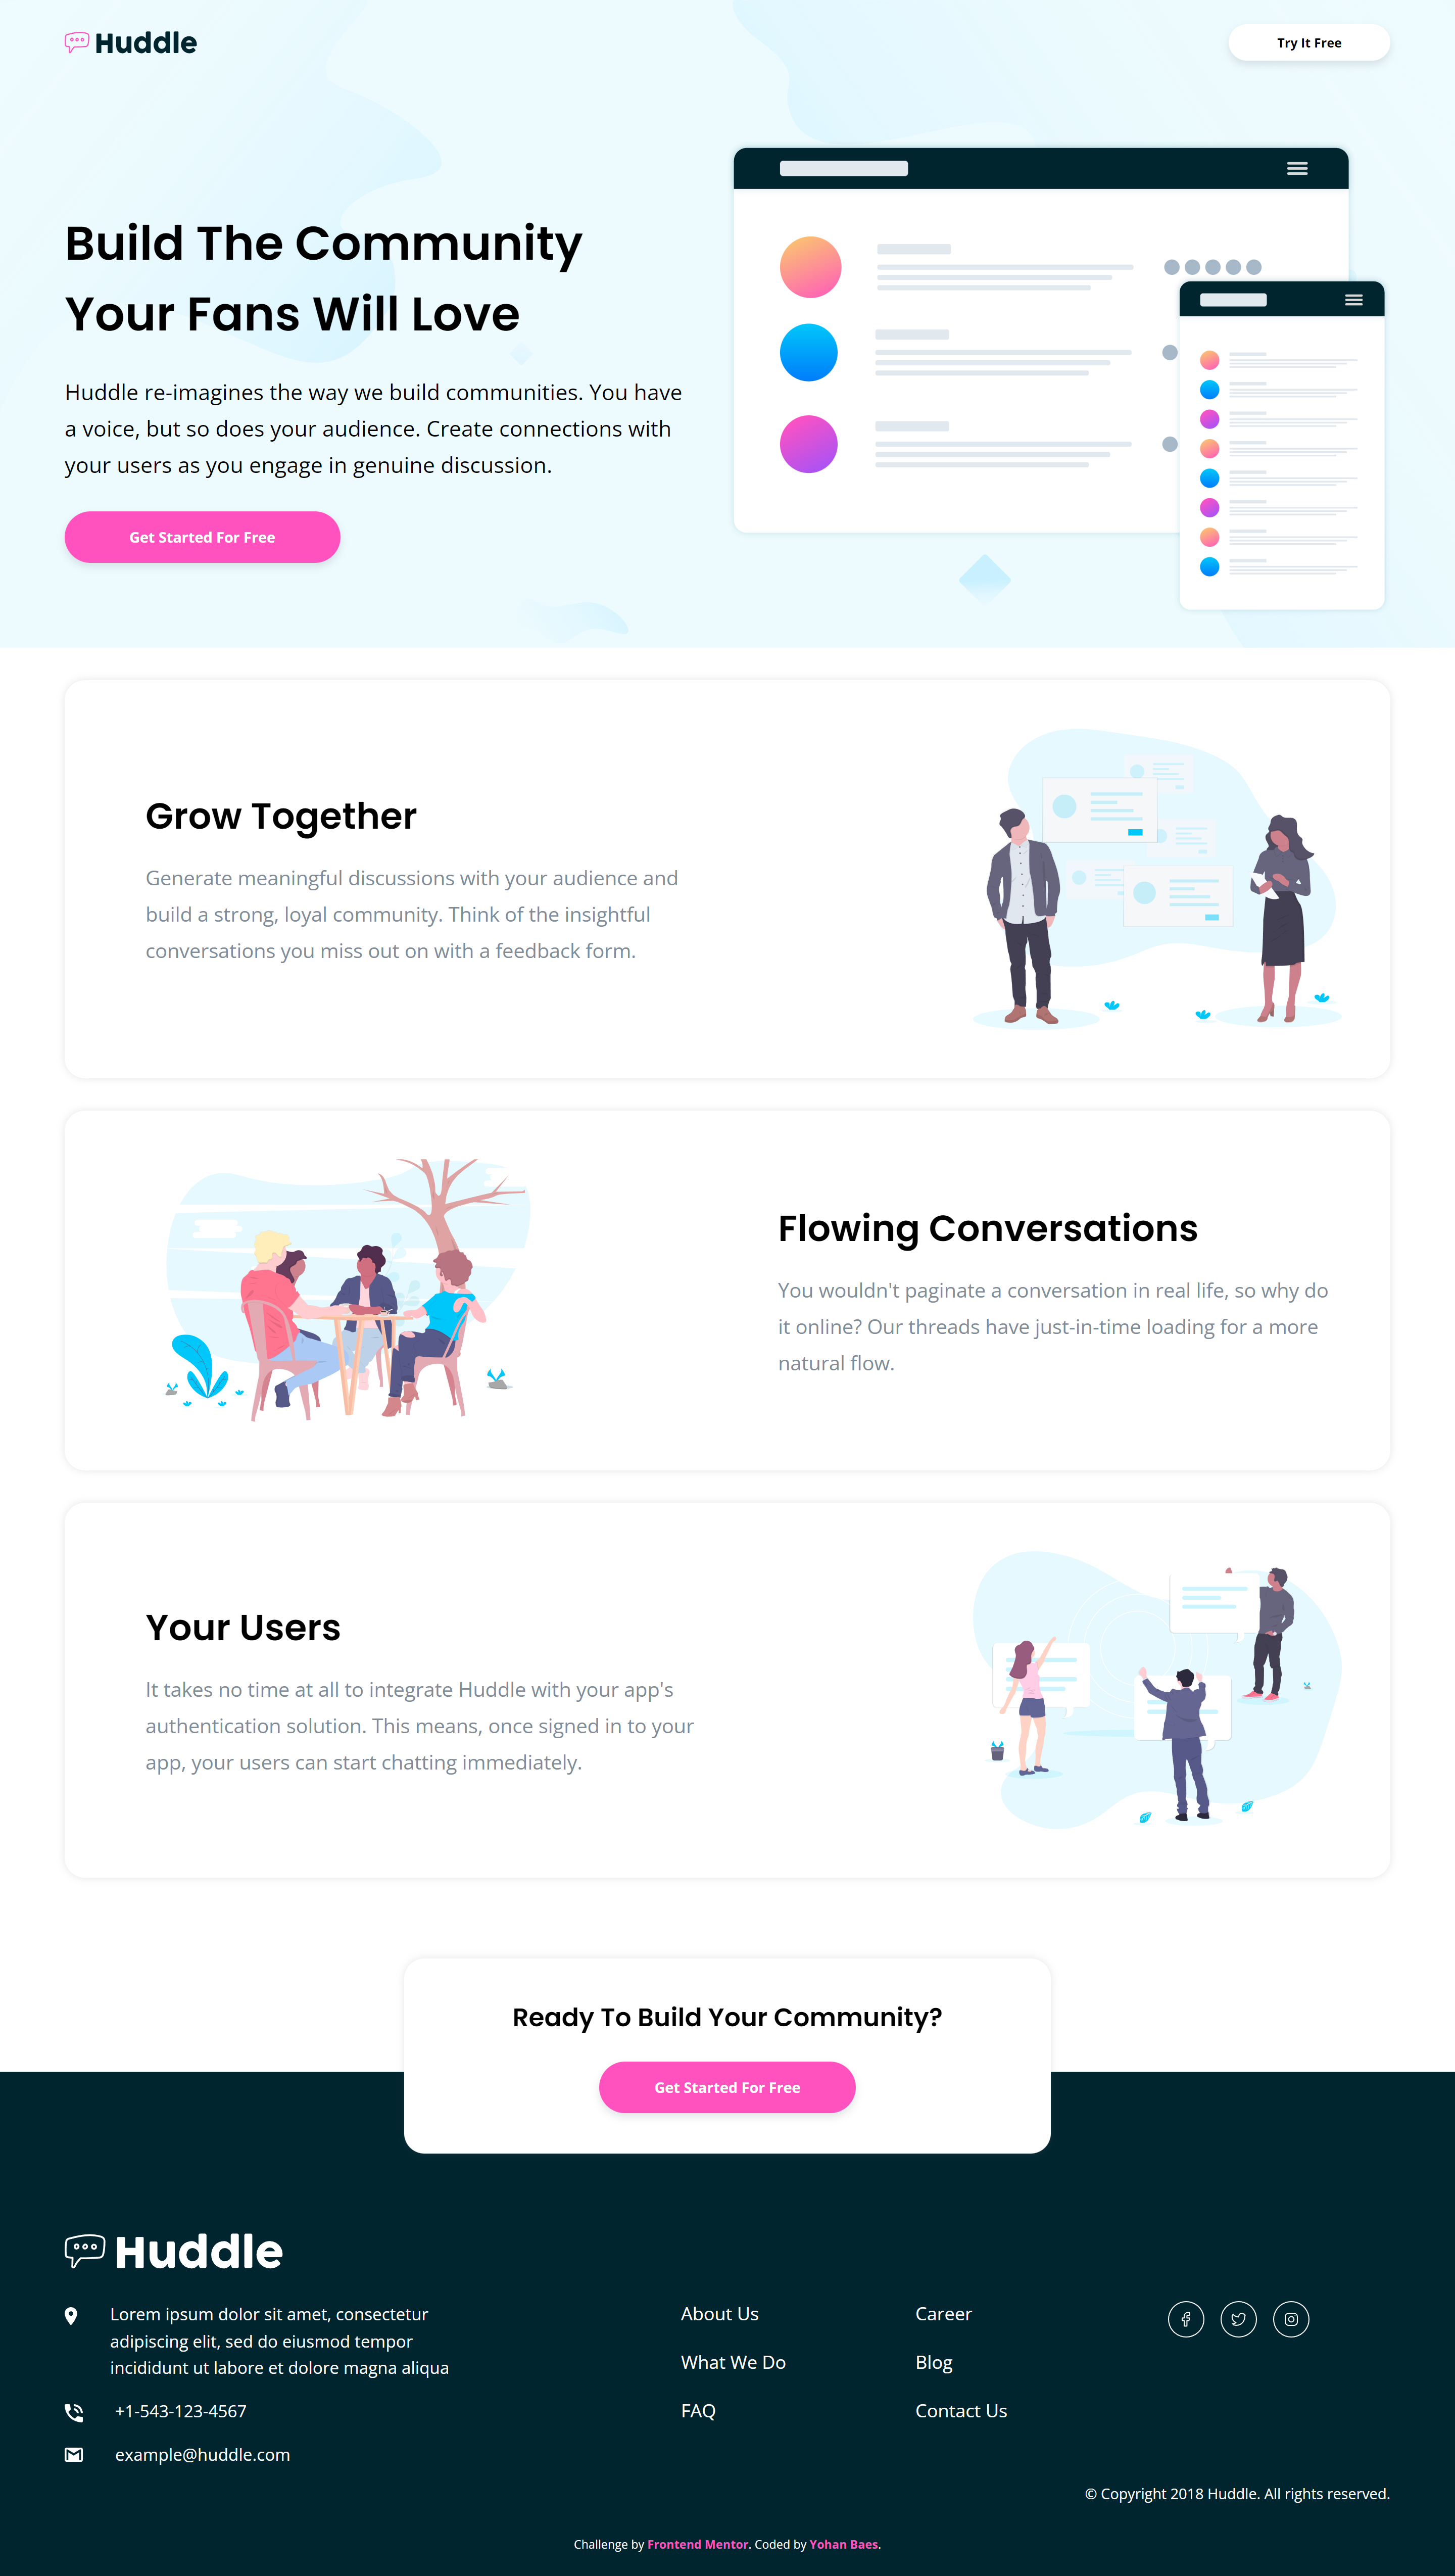 Huddle
Try It Free
Build The Community
Your Fans Will Love
Huddle re-imagines the way we build communities. You have
a voice, but so does your audience. Create connections with
your users as you engage in genuine discussion.
Get Started For Free
Grow Together
Generate meaningful discussions with your audience and
build a strong, loyal community. Think of the insightful
conversations you miss out on with a feedback form.
Flowing Conversations
You wouldn't paginate a conversation in real life, so why do
it online? Our threads have just-in-time loading for a more
natural flow.
Your Users
It takes no time at all to integrate Huddle with your app's
authentication solution. This means, once signed in to your
app, your users can start chatting immediately.
Ready To Build Your Community?
Get Started For Free
Huddle
Lorem ipsum dolor sit amet, consectetur
adipiscing elit, sed do eiusmod tempor
incididunt ut labore et dolore magna aliqua
+1-543-123-4567
example@huddle.com
About Us
What We Do
FAQ
Career
Blog
Contact Us
© Copyright 2018 Huddle. All rights reserved.
Challenge by Frontend Mentor. Coded by Yohan Baes.